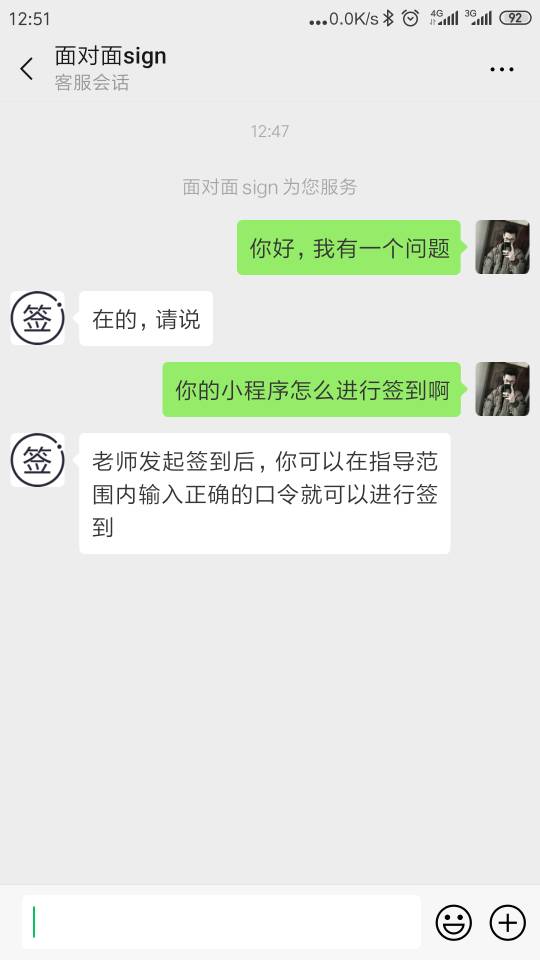 12:51
...0.0K/s 4G 3G 92
面对面sign
客服会话
12:47
面对面sign为您服务
你好，我有一个问题
签
在的，请说
你的小程序怎么进行签到啊
签
老师发起签到后，你可以在指导范
围内输入正确的口令就可以进行签
到